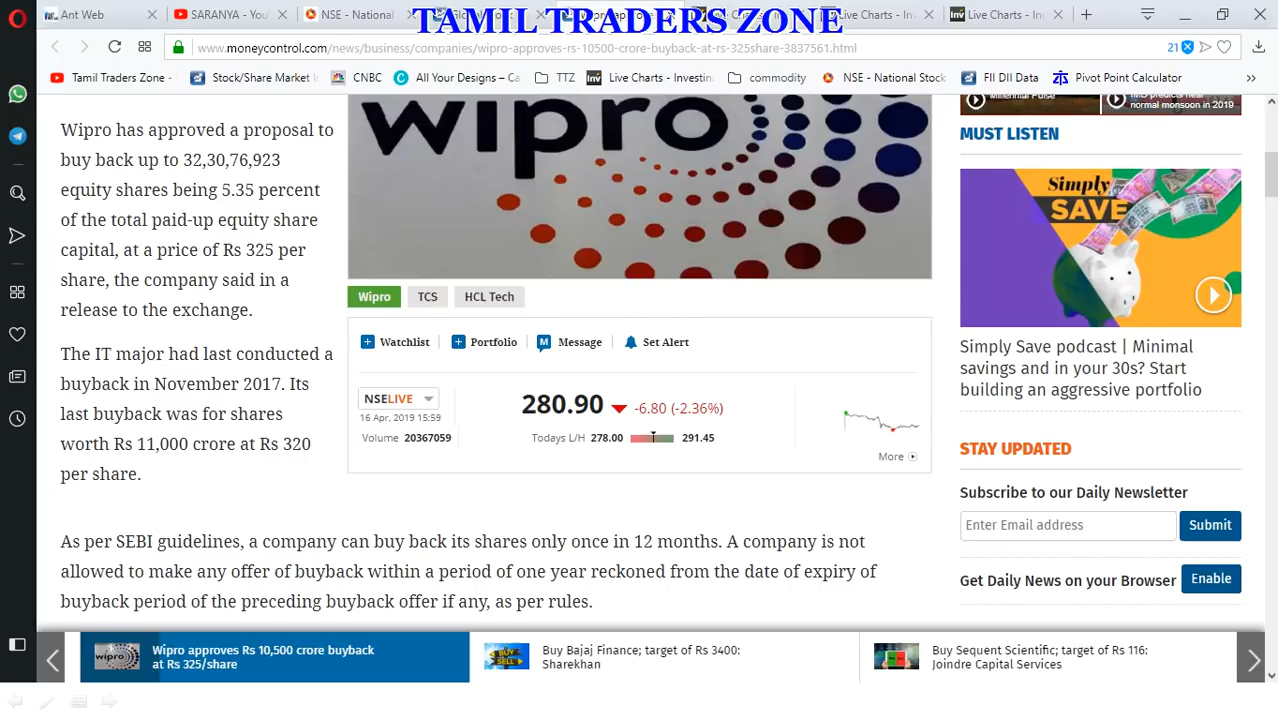 TAMIL TRADERS ZONE
Ant Web
SARANYA - You
NSE - National
Live Charts - Inv
Live Charts - Inv
www.moneycontrol.com/news/business/companies/wipro-approves-rs-10500-crore-buyback-at-rs-325share-3837561.html
21
Tamil Traders Zone -
Stock/Share Market I
CNBC
All Your Designs – Ca
TTZ
Live Charts - Investin
commodity
NSE - National Stock
FII DII Data
Pivot Point Calculator
Wipro has approved a proposal to
buy back up to 32,30,76,923
equity shares being 5.35 percent
of the total paid-up equity share
capital, at a price of Rs 325 per
share, the company said in a
release to the exchange.
The IT major had last conducted a
buyback in November 2017. Its
last buyback was for shares
worth Rs 11,000 crore at Rs 320
per share.
wipro
Wipro
TCS
HCL Tech
Watchlist
Portfolio
Message
Set Alert
NSELIVE
16 Apr, 2019 15:59
Volume 20367059
280.90 -6.80 (-2.36%)
Todays L/H 278.00 291.45
More
As per SEBI guidelines, a company can buy back its shares only once in 12 months. A company is not
allowed to make any offer of buyback within a period of one year reckoned from the date of expiry of
buyback period of the preceding buyback offer if any, as per rules.
Millennial Pulse
IMD predicts near
normal monsoon in 2019
MUST LISTEN
Simply
SAVE
Simply Save podcast | Minimal
savings and in your 30s? Start
building an aggressive portfolio
STAY UPDATED
Subscribe to our Daily Newsletter
Enter Email address
Submit
Get Daily News on your Browser
Enable
wipro
Wipro approves Rs 10,500 crore buyback
at Rs 325/share
BUY
SELL
Buy Bajaj Finance; target of Rs 3400:
Sharekhan
Buy Sequent Scientific; target of Rs 116:
Joindre Capital Services